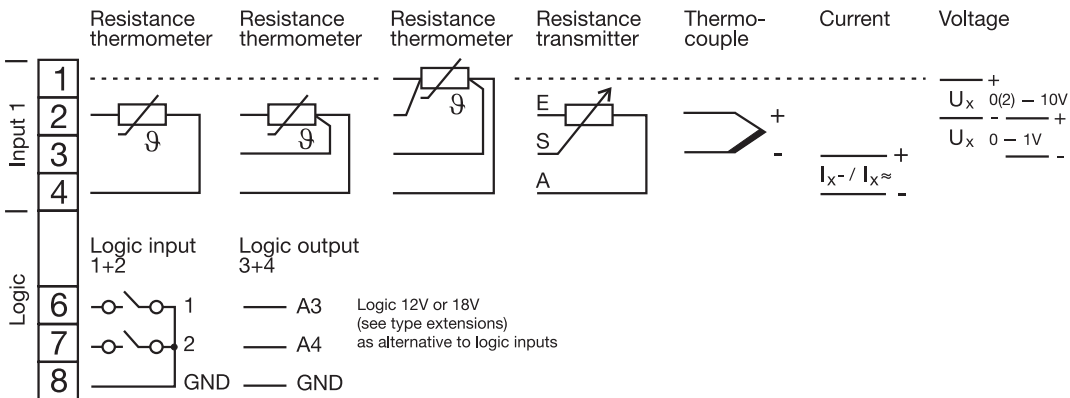 Resistance thermometer
Resistance thermometer
Resistance thermometer
Resistance transmitter
Thermo-couple
Current
Voltage
Input 1
1
2
3
4
ϑ
ϑ
ϑ
E
S
A
+
-
+
Iₓ- / Iₓ≈
-
+
Uₓ 0(2) – 10V
- +
Uₓ 0 – 1V
-
Logic
6
7
8
Logic input
1+2
1
2
GND
Logic output
3+4
A3
A4
GND
Logic 12V or 18V
(see type extensions)
as alternative to logic inputs